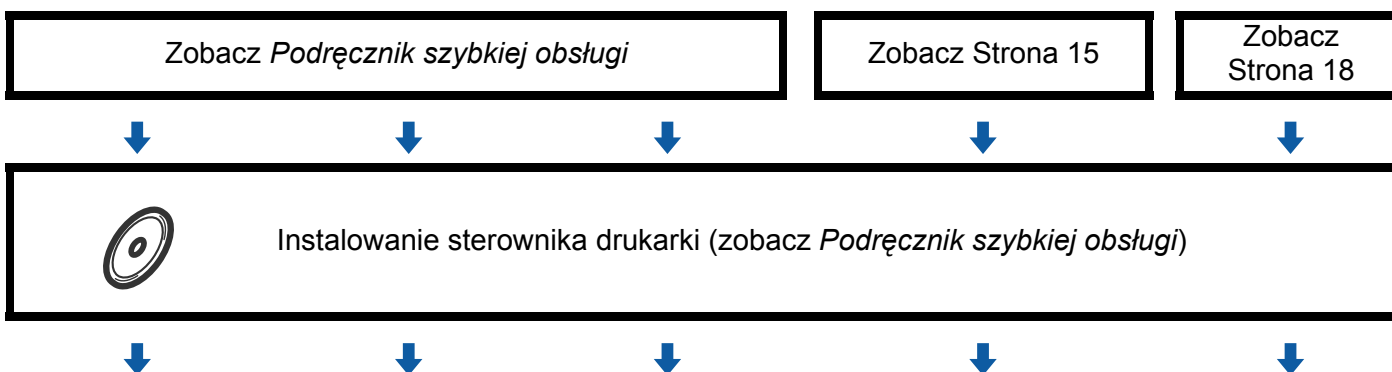 Zobacz Podręcznik szybkiej obsługi
Zobacz Strona 15
Zobacz
Strona 18
Instalowanie sterownika drukarki (zobacz Podręcznik szybkiej obsługi)